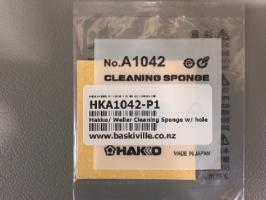 No.A1042
CLEANING SPONGE
HKA1042-P1
Hakko/ Weller Cleaning Sponge w/ hole
www.baskiville.co.nz
HAKKO
MADE IN JAPAN